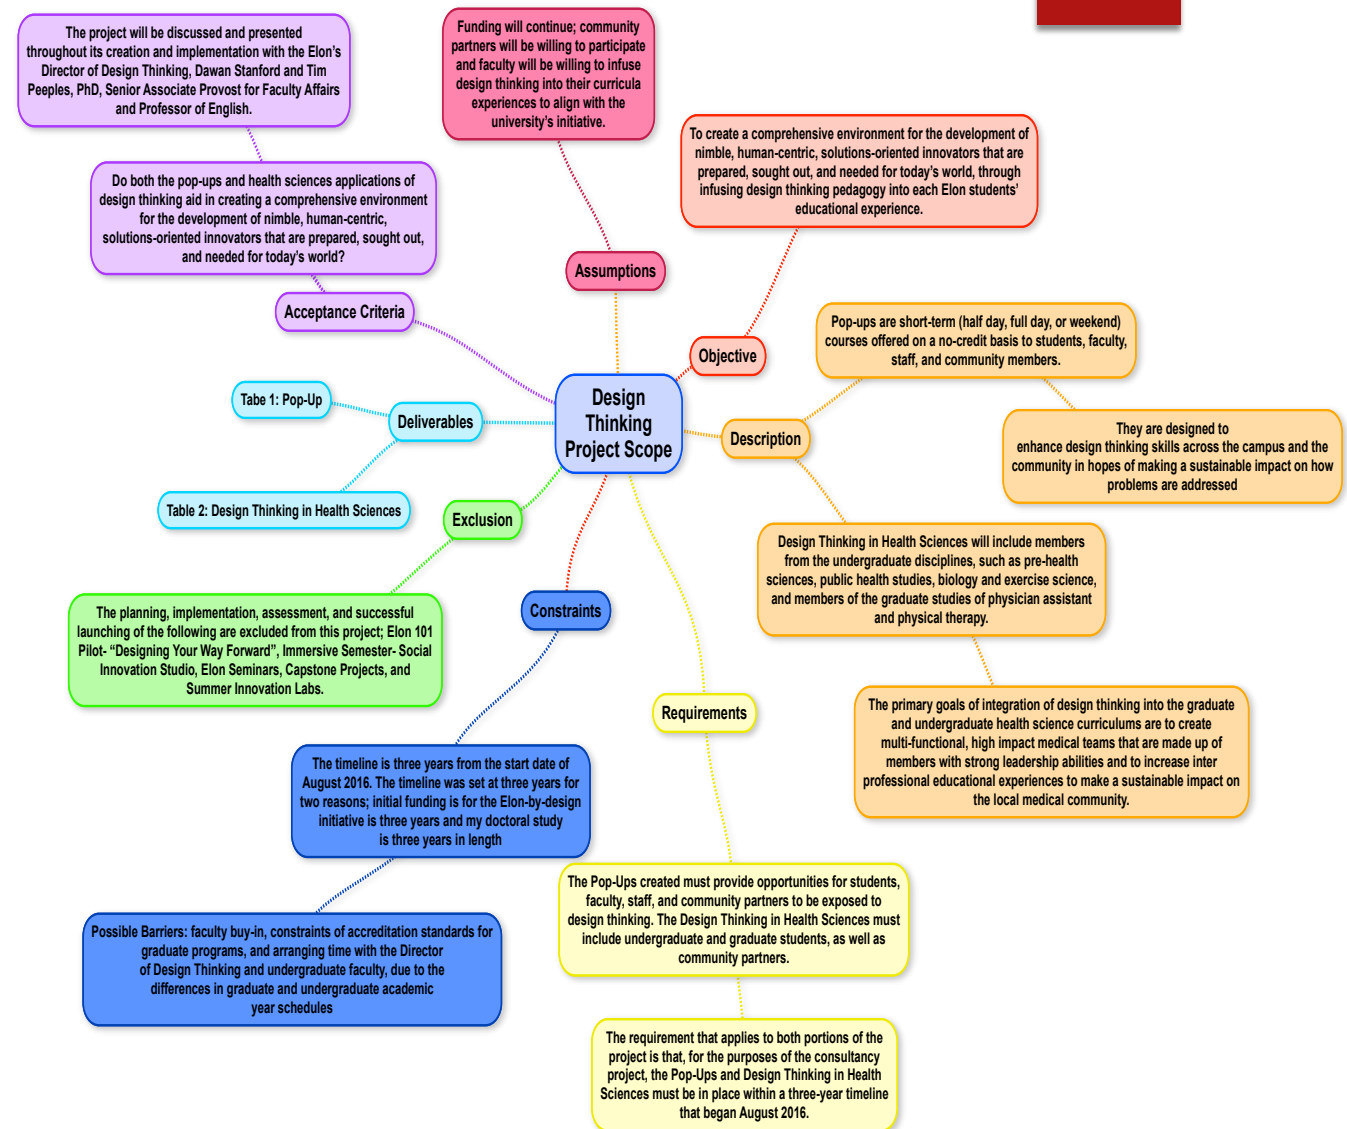 The project will be discussed and presented
throughout its creation and implementation with the Elon's
Director of Design Thinking, Dawan Stanford and Tim
Peeples, PhD, Senior Associate Provost for Faculty Affairs
and Professor of English.
Do both the pop-ups and health sciences applications of
design thinking aid in creating a comprehensive environment
for the development of nimble, human-centric,
solutions-oriented innovators that are prepared, sought out,
and needed for today's world?
Acceptance Criteria
Funding will continue; community
partners will be willing to participate
and faculty will be willing to infuse
design thinking into their curricula
experiences to align with the
university's initiative.
Assumptions
To create a comprehensive environment for the development of
nimble, human-centric, solutions-oriented innovators that are
prepared, sought out, and needed for today's world, through
infusing design thinking pedagogy into each Elon students'
educational experience.
Objective
Design
Thinking
Project Scope
Description
Pop-ups are short-term (half day, full day, or weekend)
courses offered on a no-credit basis to students, faculty,
staff, and community members.
They are designed to
enhance design thinking skills across the campus and the
community in hopes of making a sustainable impact on how
problems are addressed
Design Thinking in Health Sciences will include members
from the undergraduate disciplines, such as pre-health
sciences, public health studies, biology and exercise science,
and members of the graduate studies of physician assistant
and physical therapy.
The primary goals of integration of design thinking into the graduate
and undergraduate health science curriculums are to create
multi-functional, high impact medical teams that are made up of
members with strong leadership abilities and to increase inter
professional educational experiences to make a sustainable impact on
the local medical community.
Tabe 1: Pop-Up
Deliverables
Table 2: Design Thinking in Health Sciences
Exclusion
The planning, implementation, assessment, and successful
launching of the following are excluded from this project; Elon 101
Pilot- “Designing Your Way Forward”, Immersive Semester- Social
Innovation Studio, Elon Seminars, Capstone Projects, and
Summer Innovation Labs.
Constraints
The timeline is three years from the start date of
August 2016. The timeline was set at three years for
two reasons; initial funding is for the Elon-by-design
initiative is three years and my doctoral study
is three years in length
Possible Barriers: faculty buy-in, constraints of accreditation standards for
graduate programs, and arranging time with the Director
of Design Thinking and undergraduate faculty, due to the
differences in graduate and undergraduate academic
year schedules
Requirements
The Pop-Ups created must provide opportunities for students,
faculty, staff, and community partners to be exposed to
design thinking. The Design Thinking in Health Sciences must
include undergraduate and graduate students, as well as
community partners.
The requirement that applies to both portions of the
project is that, for the purposes of the consultancy
project, the Pop-Ups and Design Thinking in Health
Sciences must be in place within a three-year timeline
that began August 2016.